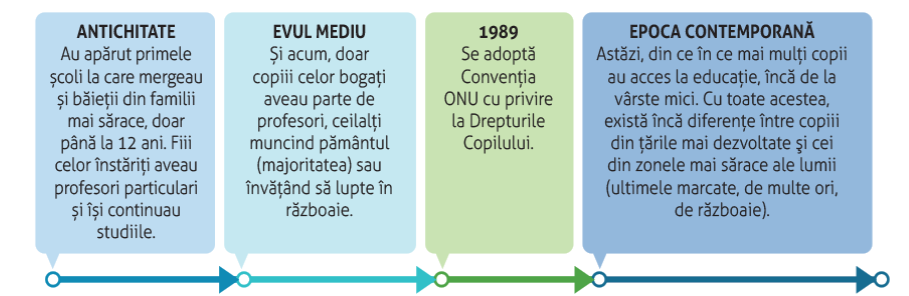 ANTICHITATE
Au apărut primele
școli la care mergeau
și băieții din familii
mai sărace, doar
până la 12 ani. Fiii
celor înstăriți aveau
profesori particulari
și își continuau
studiile.
EVUL MEDIU
Și acum, doar
copiii celor bogați
aveau parte de
profesori, ceilalți
muncind pământul
(majoritatea) sau
învățând să lupte în
războaie.
1989
Se adoptă
Convenția
ONU cu privire
la Drepturile
Copilului.
EPOCA CONTEMPORANĂ
Astăzi, din ce în ce mai mulți copii
au acces la educație, încă de la
vârste mici. Cu toate acestea,
există încă diferențe între copiii
din țările mai dezvoltate şi cei
din zonele mai sărace ale lumii
(ultimele marcate, de multe ori,
de războaie).